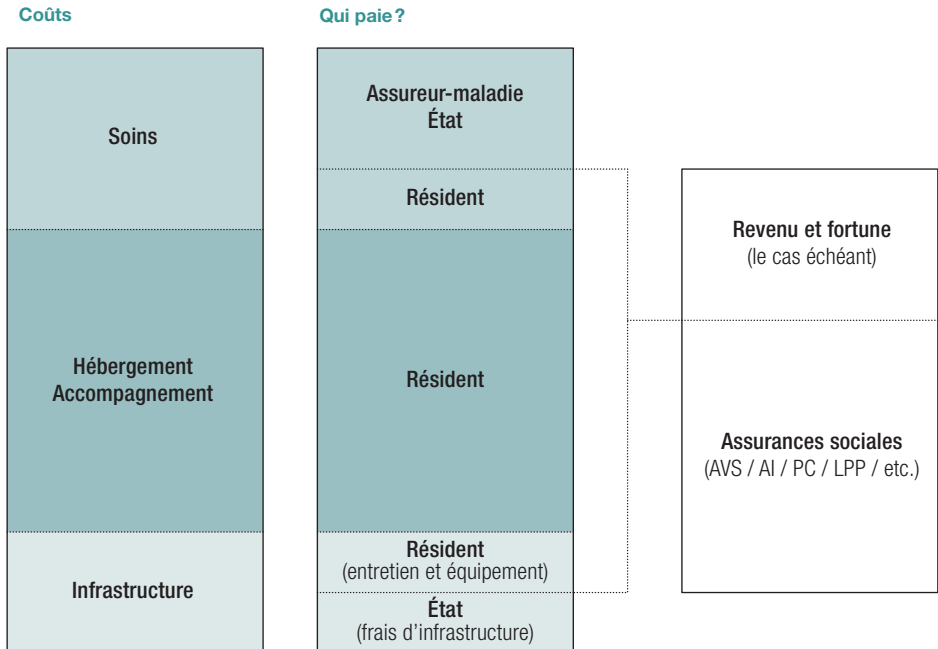 Coûts
Qui paie ?
Soins
Hébergement
Accompagnement
Infrastructure
Assureur-maladie
État
Résident
Résident
Résident
(entretien et équipement)
État
(frais d’infrastructure)
Revenu et fortune
(le cas échéant)
Assurances sociales
(AVS / AI / PC / LPP / etc.)